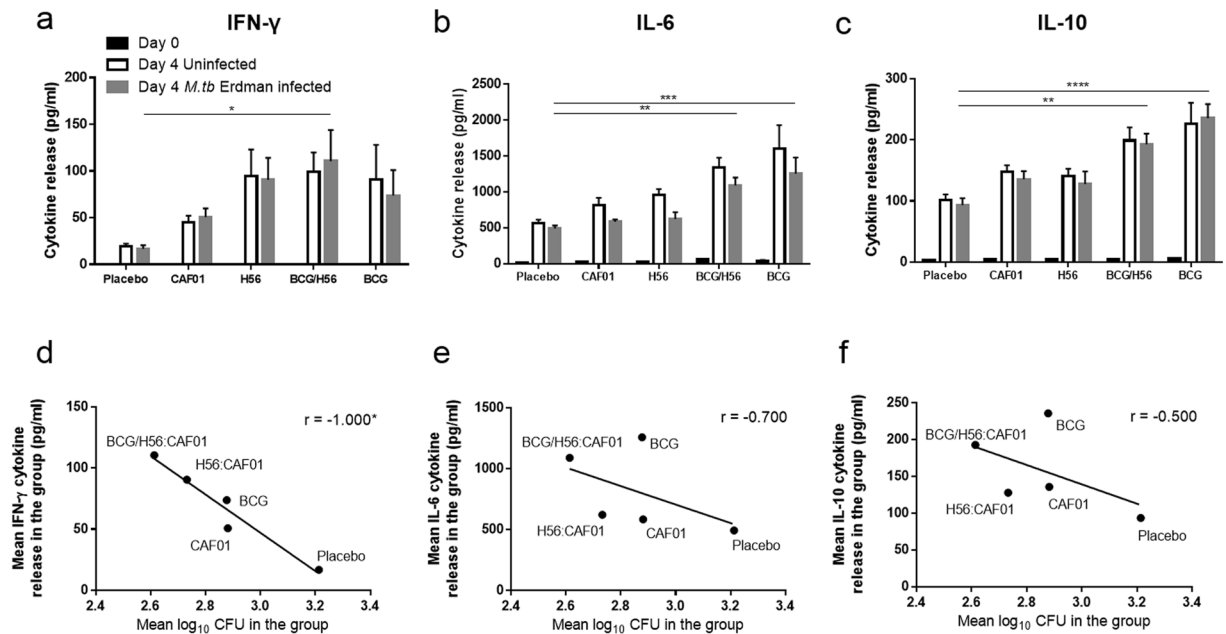 a
IFN-γ
Day 0
Day 4 Uninfected
Day 4 M.tb Erdman infected
Cytokine release (pg/ml)
200
150
100
50
0
*
Placebo CAF01 H56 BCG/H56 BCG
b
IL-6
Cytokine release (pg/ml)
2500
2000
1500
1000
500
0
***
**
Placebo CAF01 H56 BCG/H56 BCG
c
IL-10
Cytokine release (pg/ml)
300
200
100
0
****
**
Placebo CAF01 H56 BCG/H56 BCG
d
Mean IFN-γ cytokine
release in the group (pg/ml)
150
100
50
0
r = -1.000*
BCG/H56:CAF01
H56:CAF01
BCG
CAF01
Placebo
2.4 2.6 2.8 3.0 3.2 3.4
Mean log10 CFU in the group
e
Mean IL-6 cytokine
release in the group (pg/ml)
1500
1000
500
0
r = -0.700
BCG/H56:CAF01
BCG
H56:CAF01
CAF01
Placebo
2.4 2.6 2.8 3.0 3.2 3.4
Mean log10 CFU in the group
f
Mean IL-10 cytokine
release in the group (pg/ml)
250
200
150
100
50
0
r = -0.500
BCG/H56:CAF01
BCG
H56:CAF01
CAF01
Placebo
2.4 2.6 2.8 3.0 3.2 3.4
Mean log10 CFU in the group